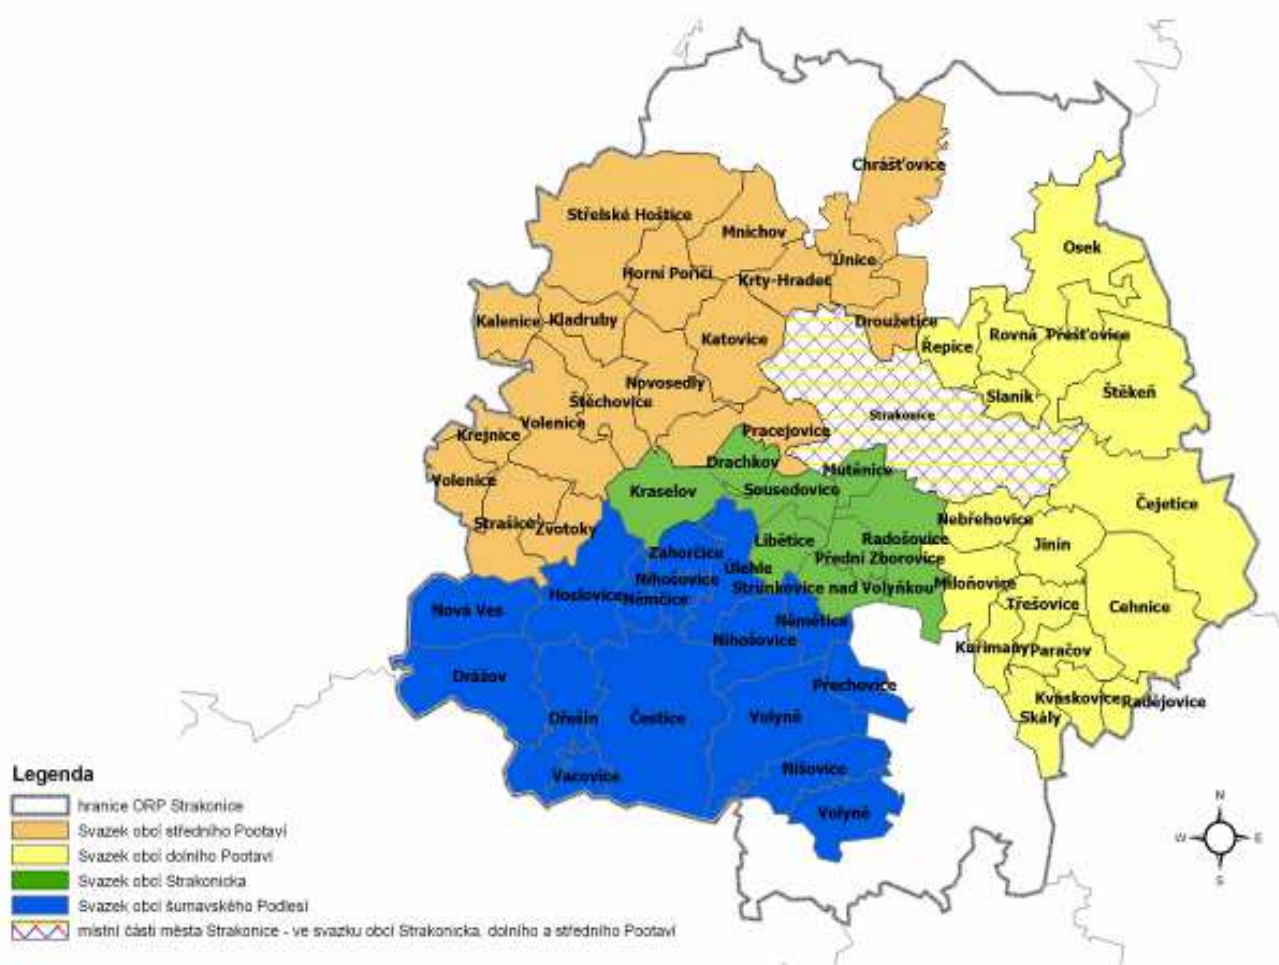 Chrášťovice
Střelské Hoštice
Mnichov
Osek
Únice
Horní Poříčí
Krty-Hradec
Kalenice
Kladruby
Droužetice
Katovice
Řepice
Rovná
Přešťovice
Novosedly
Štěchovice
Slaník
Štěkeň
Strakonice
Volenice
Krejnice
Pracejovice
Drachkov
Mutěnice
Volenice
Kraselov
Sousedovice
Čejetice
Strašice
Zvotoky
Nebřehovice
Libětice
Radošovice
Jinín
Zahorčice
Přední Zborovice
Úlehle
Nihošovice
Strunkovice nad Volyňkou
Miloňovice
Hoslovice
Němčice
Třešovice
Cehnice
Nová Ves
Němětice
Nihošovice
Kuřimany
Paračov
Drážov
Přechovice
Kváskovice
Radějovice
Dřešín
Čestice
Volyně
Skály
Vacovice
Nišovice
Volyně
Legenda
hranice ORP Strakonice
Svazek obcí středního Pootaví
Svazek obcí dolního Pootaví
Svazek obcí Strakonicka
Svazek obcí šumavského Podlesí
místní části města Strakonice - ve svazku obcí Strakonicka, dolního a středního Pootaví
N
W
E
S